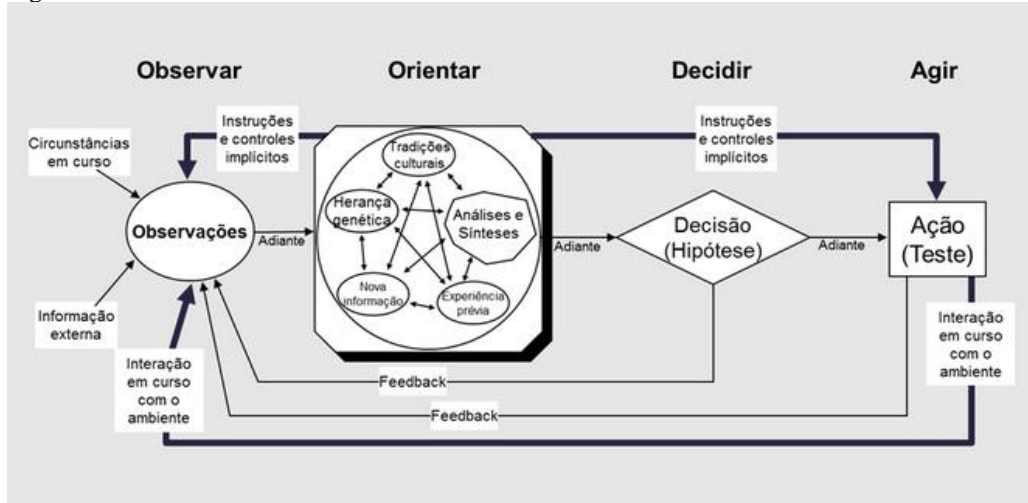 Observar
Orientar
Decidir
Agir
Instruções
e controles
implícitos
Instruções
e controles
implícitos
Circunstâncias
em curso
Tradições
culturais
Herança
genética
Análises e
Sínteses
Nova
informação
Experiência
prévia
Observações
Adiante
Adiante
Decisão
(Hipótese)
Adiante
Ação
(Teste)
Informação
externa
Interação
em curso
com o
ambiente
Interação
em curso
com o
ambiente
Feedback
Feedback